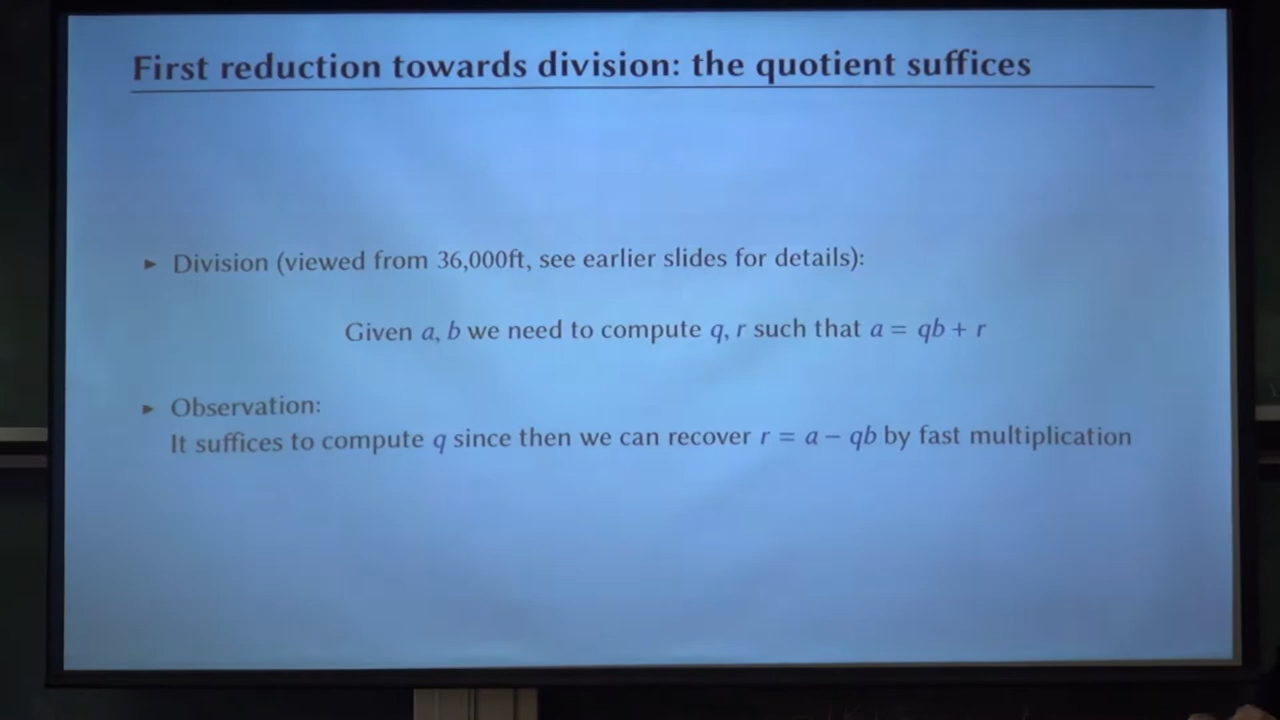 First reduction towards division: the quotient suffices
► Division (viewed from 36,000ft, see earlier slides for details):
Given a, b we need to compute q, r such that a = qb + r
► Observation:
It suffices to compute q since then we can recover r = a − qb by fast multiplication